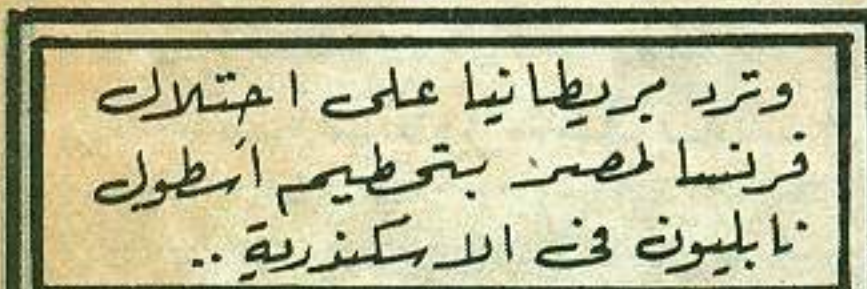 وترد بريطانيا على احتلال
فرنسا لمصر بتحطيم أسطول
نابليون فى الاسكندرية ..